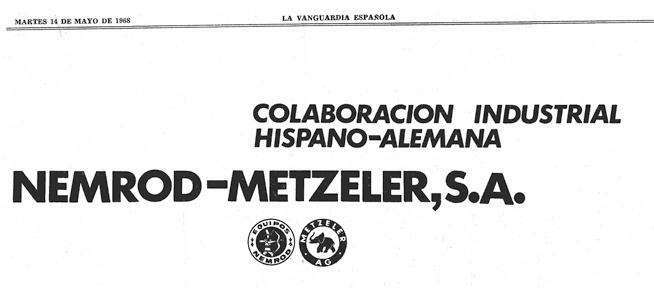 MARTES 14 DE MAYO DE 1968
LA VANGUARDIA ESPAÑOLA
COLABORACION INDUSTRIAL
HISPANO-ALEMANA
NEMROD-METZELER, S.A.
EQUIPOS
NEMROD
METZELER
AG